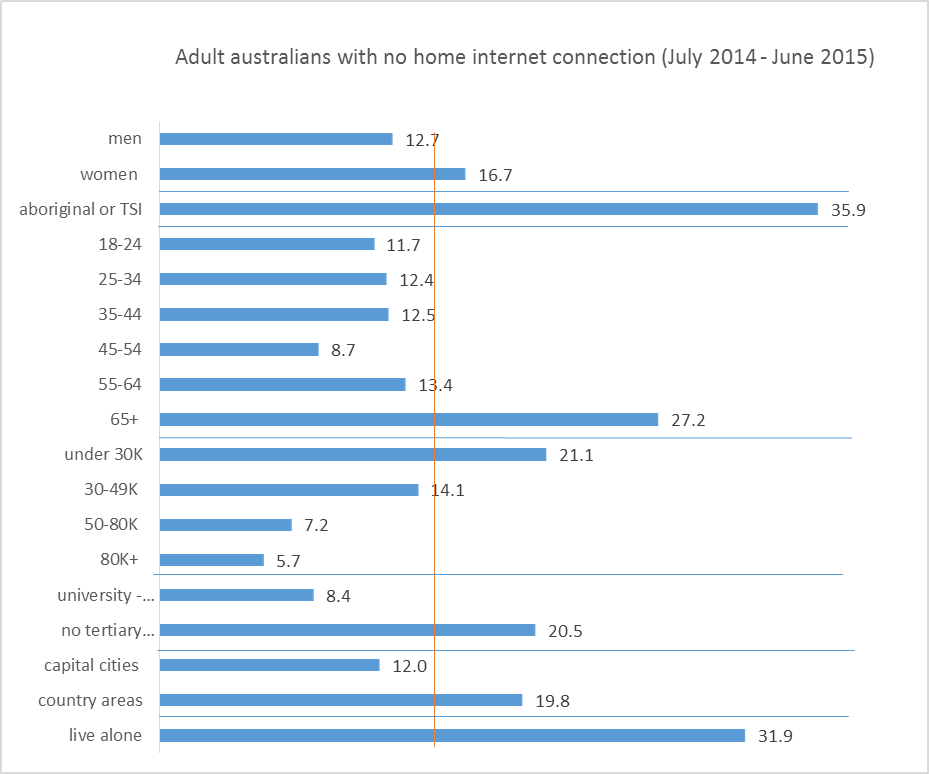 Adult australians with no home internet connection (July 2014 - June 2015)
men 12.7
women 16.7
aboriginal or TSI 35.9
18-24 11.7
25-34 12.4
35-44 12.5
45-54 8.7
55-64 13.4
65+ 27.2
under 30K 21.1
30-49K 14.1
50-80K 7.2
80K+ 5.7
university -... 8.4
no tertiary... 20.5
capital cities 12.0
country areas 19.8
live alone 31.9